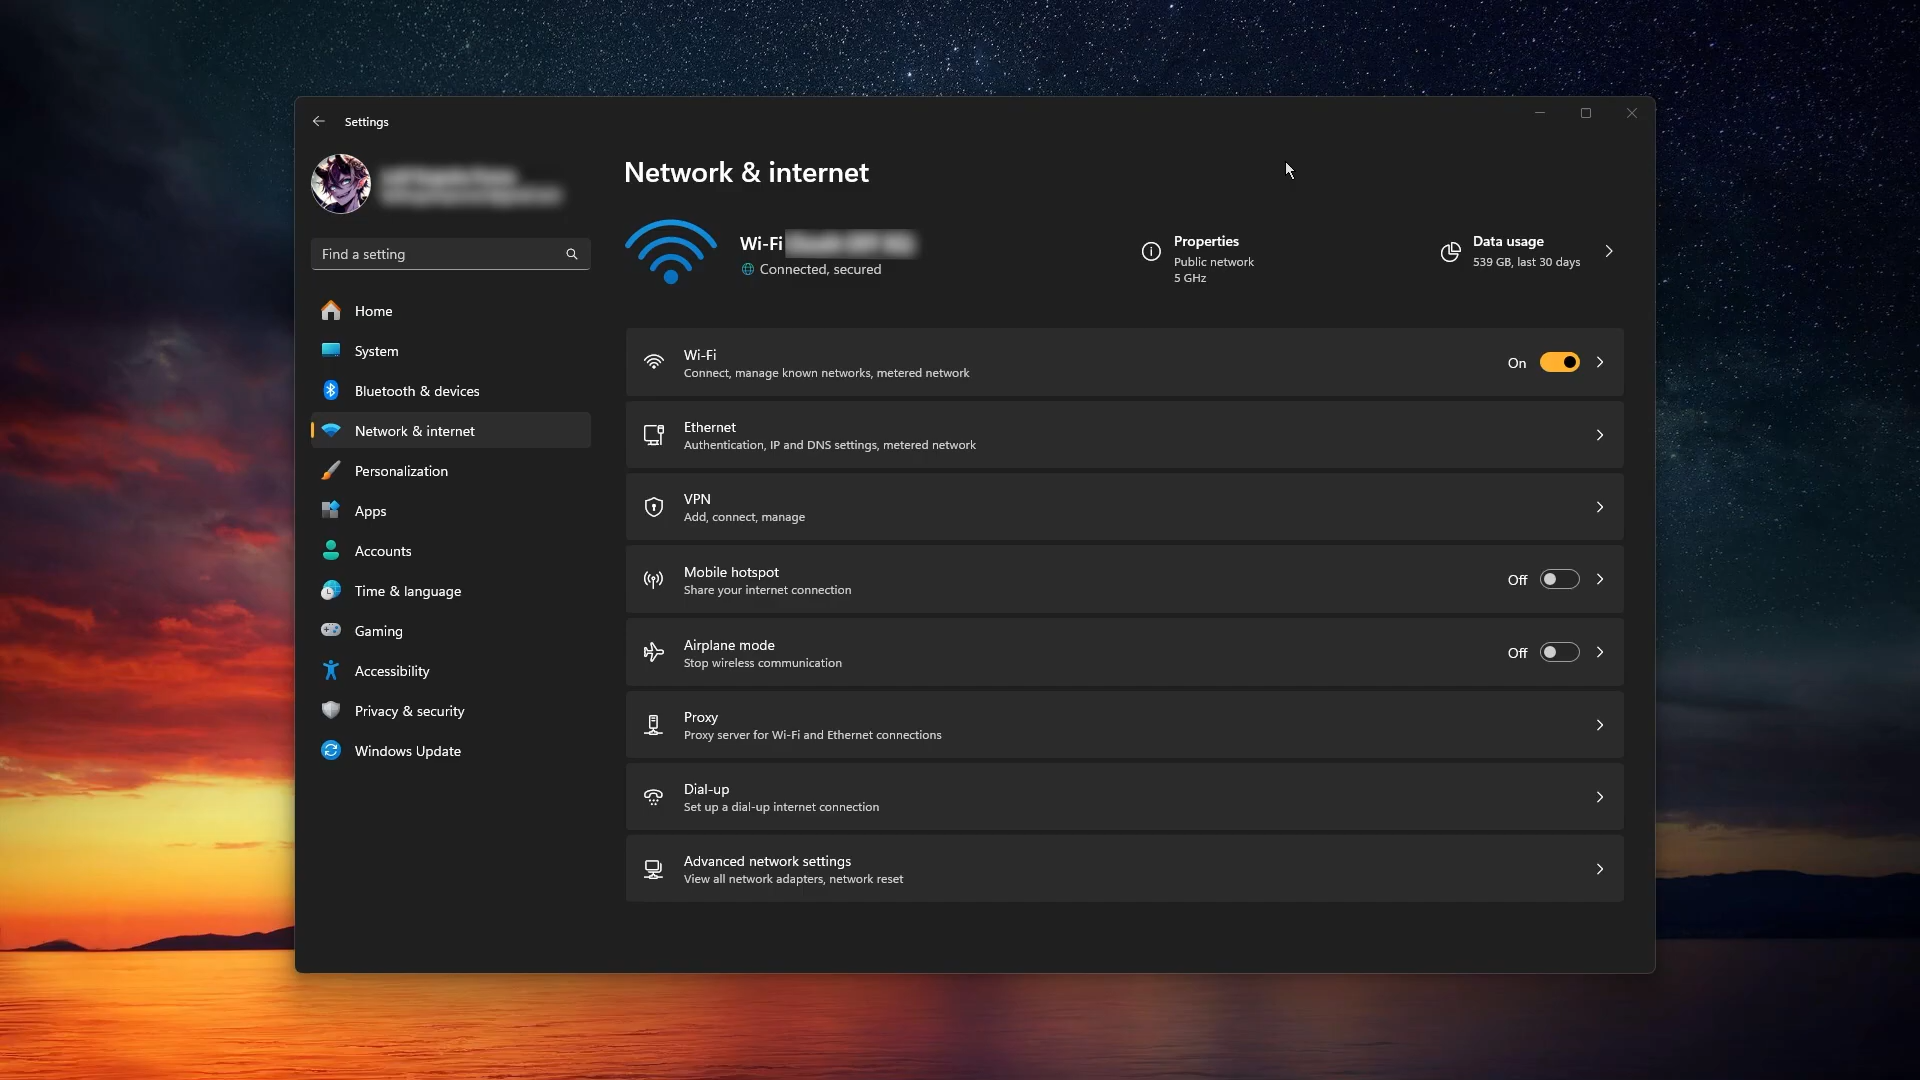 Settings
Find a setting
Home
System
Bluetooth & devices
Network & internet
Personalization
Apps
Accounts
Time & language
Gaming
Accessibility
Privacy & security
Windows Update
Network & internet
Wi-Fi
Connected, secured
Properties
Public network
5 GHz
Data usage
539 GB, last 30 days
Wi-Fi
Connect, manage known networks, metered network
On
Ethernet
Authentication, IP and DNS settings, metered network
VPN
Add, connect, manage
Mobile hotspot
Share your internet connection
Off
Airplane mode
Stop wireless communication
Off
Proxy
Proxy server for Wi-Fi and Ethernet connections
Dial-up
Set up a dial-up internet connection
Advanced network settings
View all network adapters, network reset